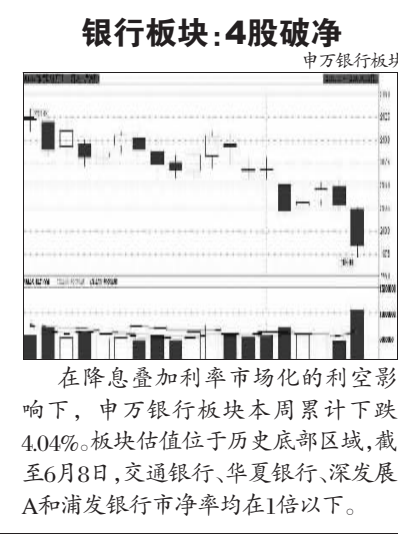 银行板块:4股破净
申万银行板块
在降息叠加利率市场化的利空影
响下，申万银行板块本周累计下跌
4.04%。板块估值位于历史底部区域,截
至6月8日,交通银行、华夏银行、深发展
A和浦发银行市净率均在1倍以下。